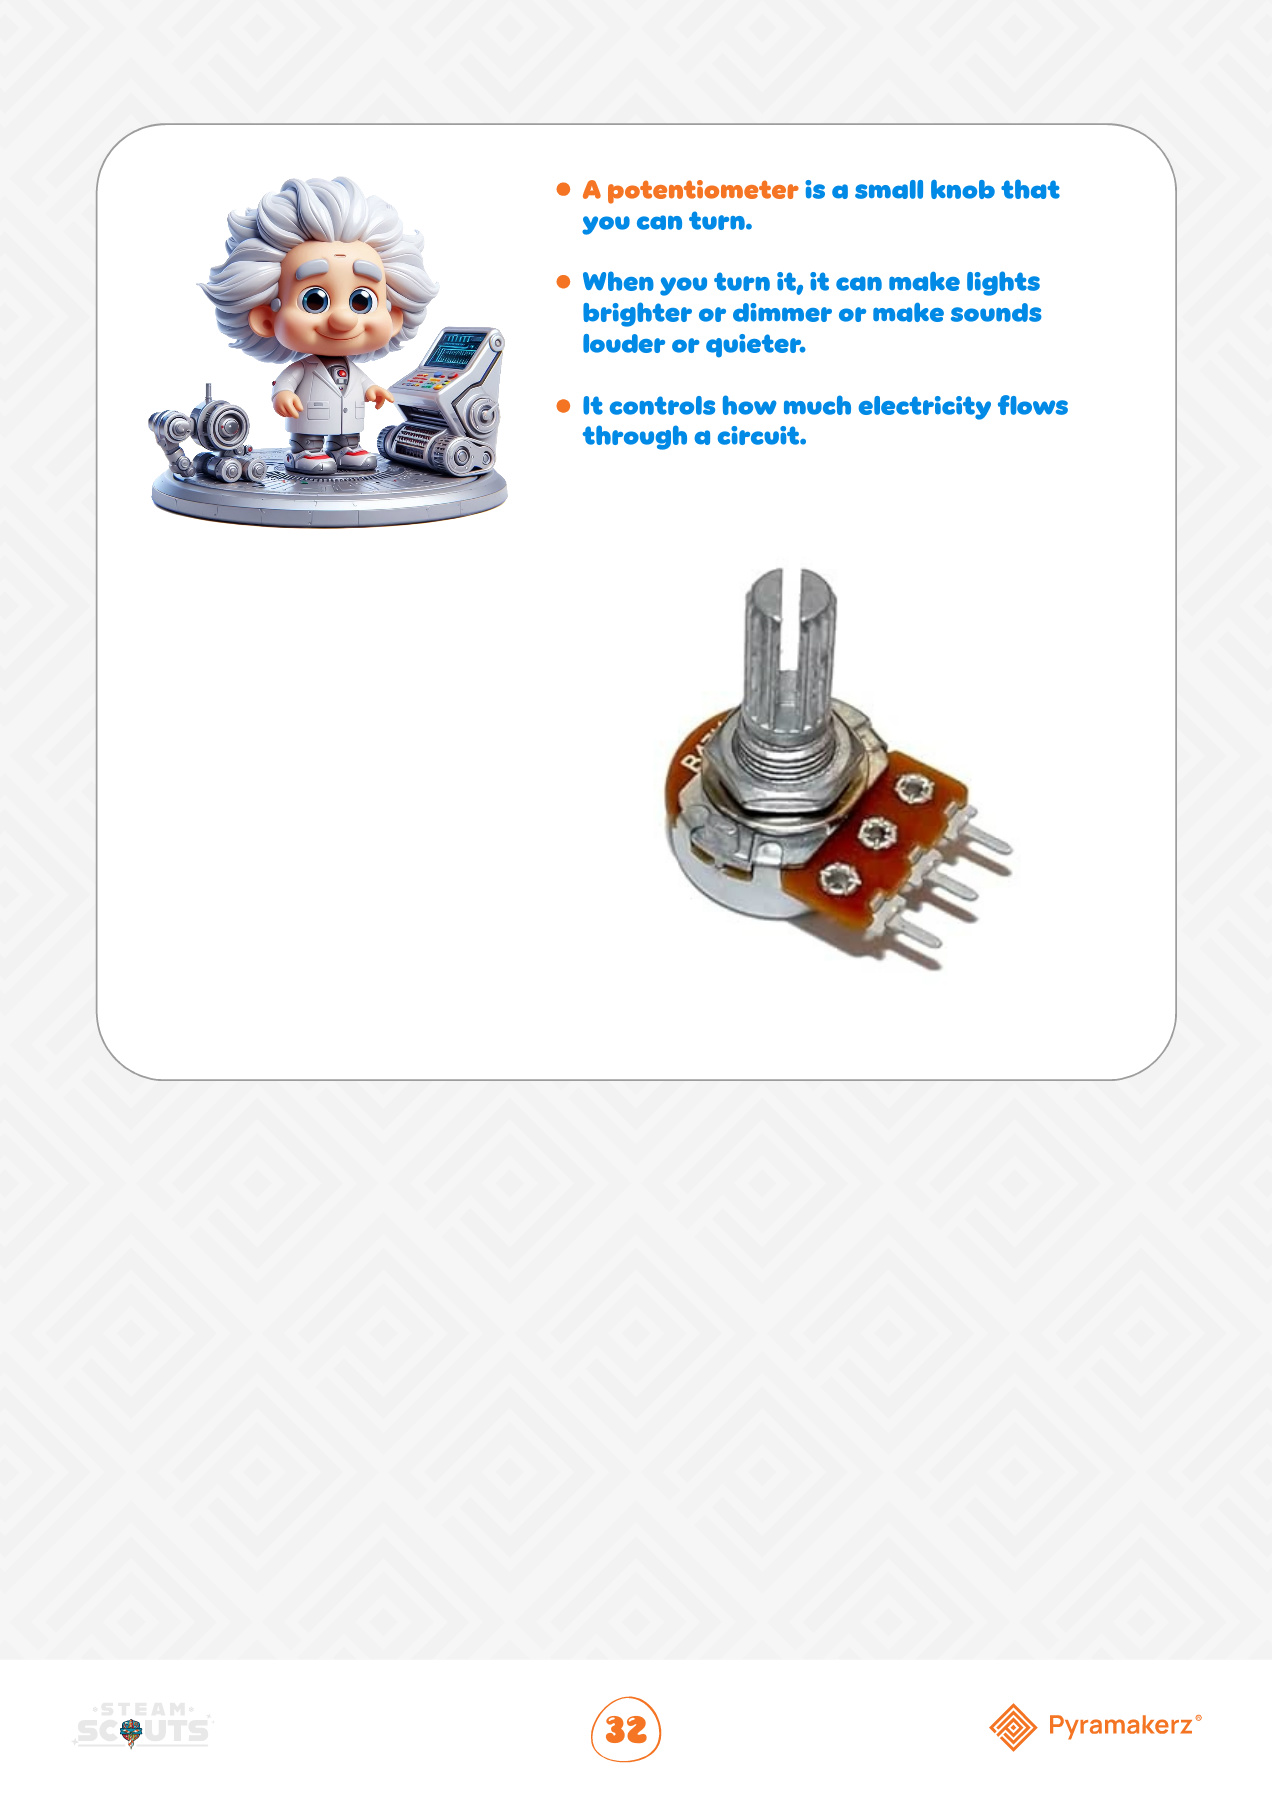 A potentiometer is a small knob that
you can turn.
When you turn it, it can make lights
brighter or dimmer or make sounds
louder or quieter.
It controls how much electricity flows
through a circuit.
STEAM
SCOUTS
32
Pyramakerz®